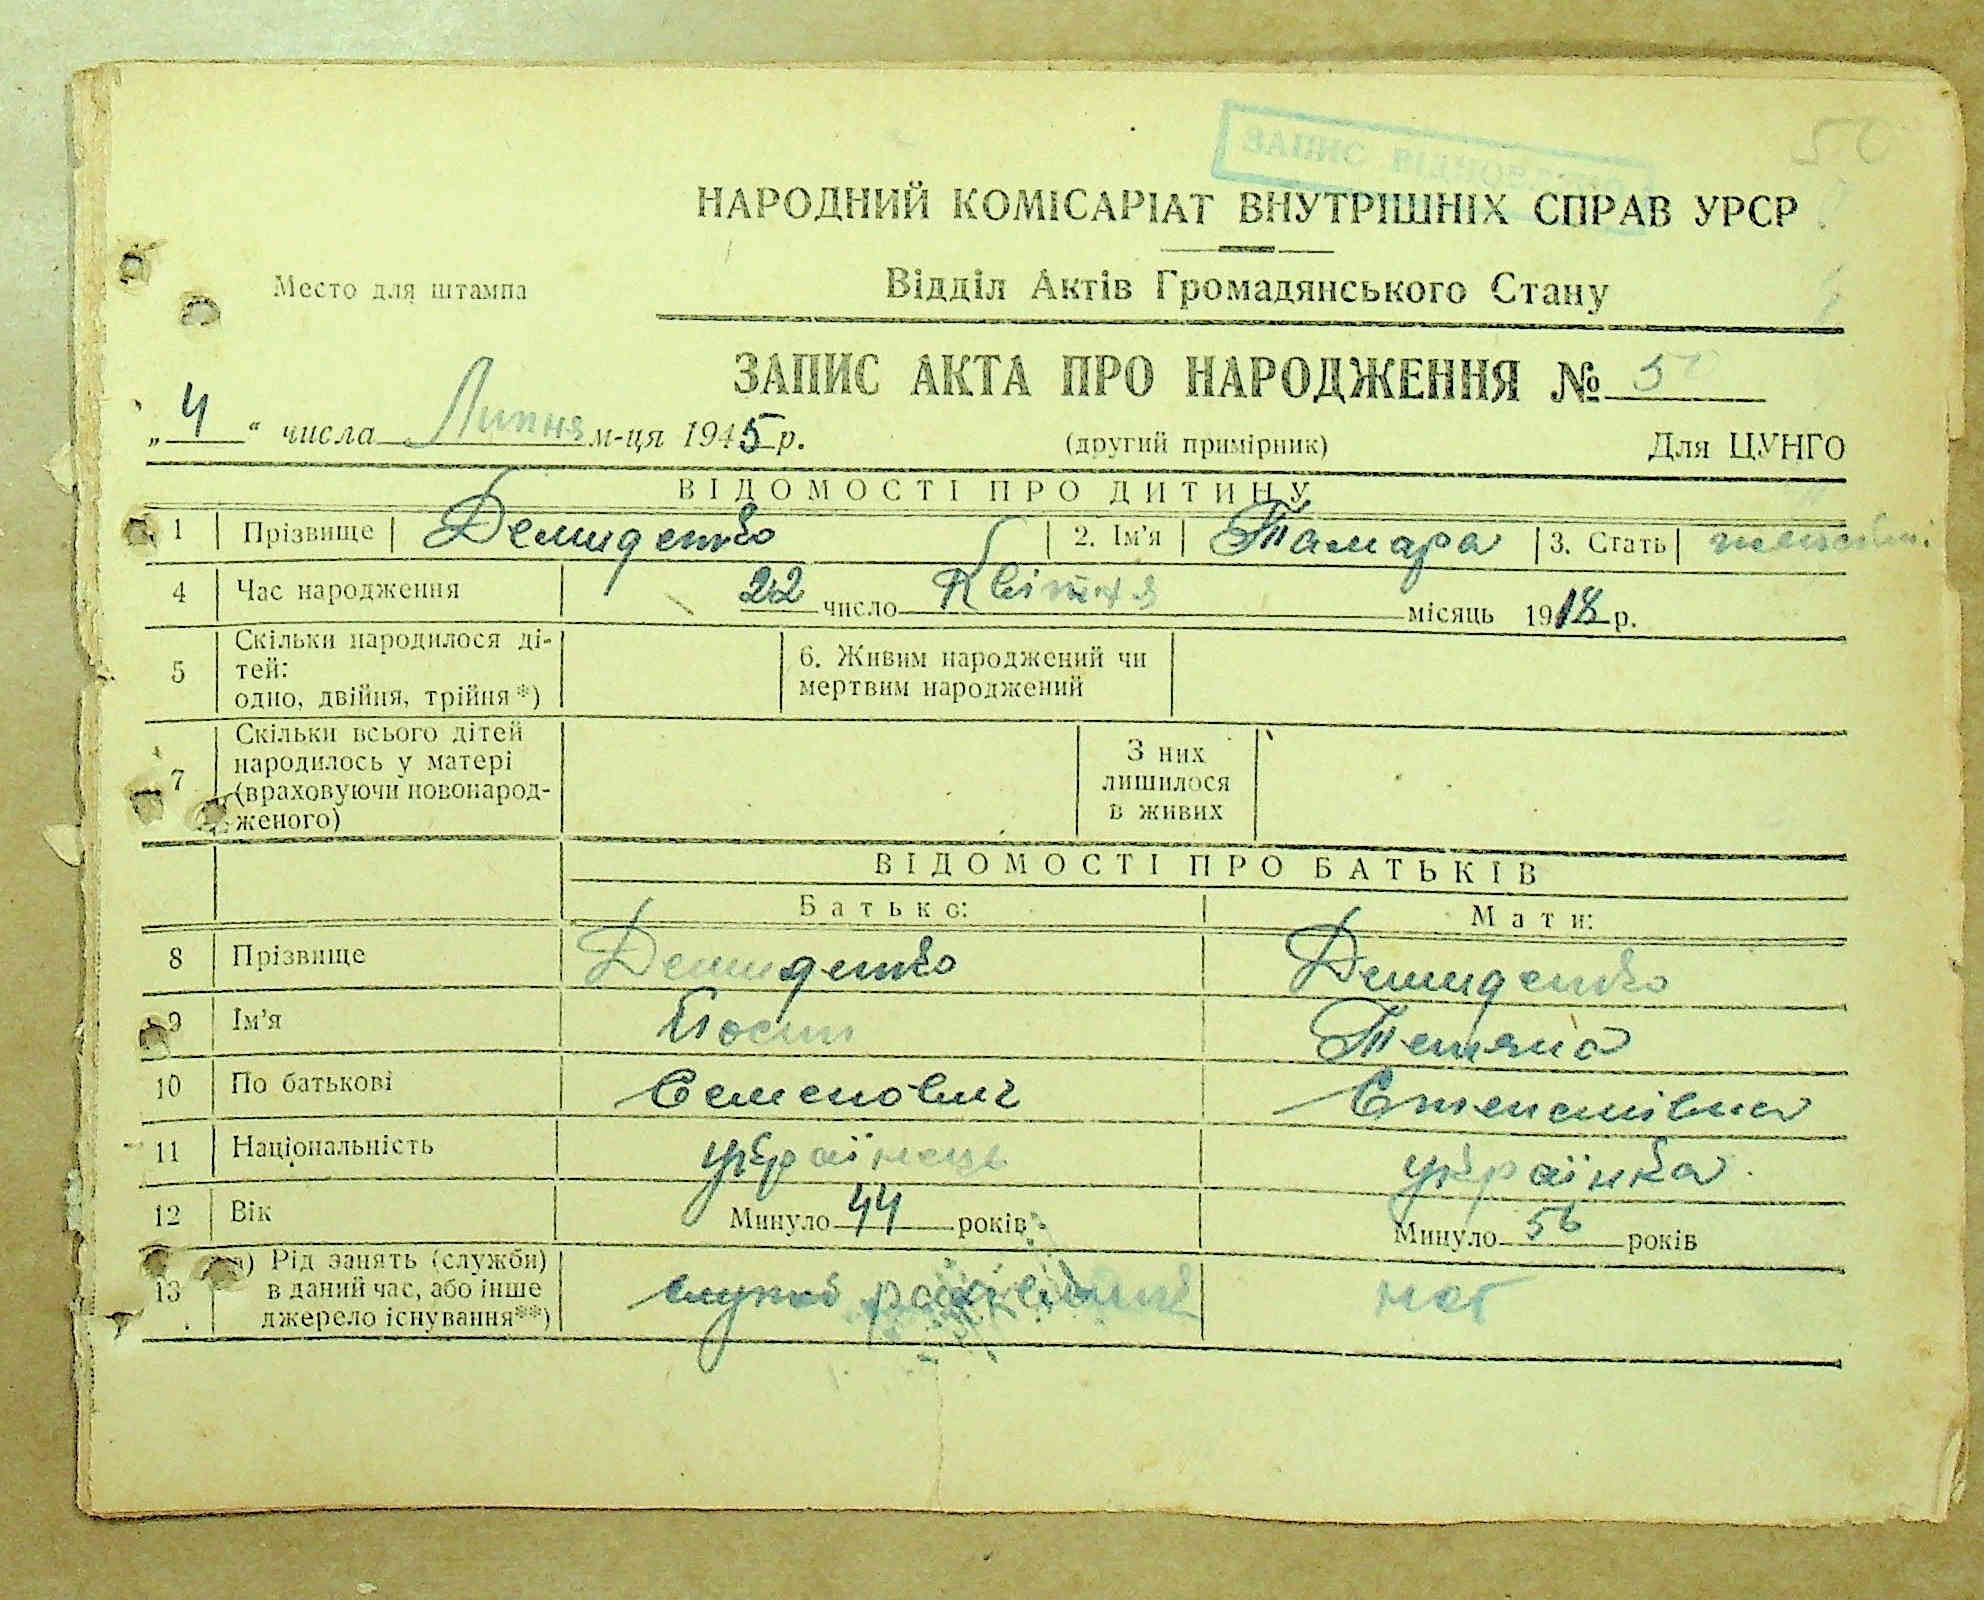 ЗАПИС ВІДНОВЛЕНО
НАРОДНИЙ КОМІСАРІАТ ВНУТРІШНІХ СПРАВ УРСР
Место для штампа
Відділ Актів Громадянського Стану
ЗАПИС АКТА ПРО НАРОДЖЕННЯ №
„4“ числа Липня м-ця 1945 р.
(другий примірник) Для ЦУНГО
ВІДОМОСТІ ПРО ДИТИНУ
1 Прізвище Демиденко 2. Ім'я Тамара 3. Стать
4 Час народження 22 число Квітня місяць 1918 р.
5 Скільки народилося ді-
тей:
одно, двійня, трійня*)
6. Живим народжений чи
мертвим народжений
7 Скільки всього дітей
народилось у матері
(враховуючи новонарод-
женого)
З них
лишилося
в живих
ВІДОМОСТІ ПРО БАТЬКІВ
Батько: Мати:
8 Прізвище Демиденко Демиденко
9 Ім'я Йосип Тетяна
10 По батькові Семенович Степанівна
11 Національність українець українка
12 Вік Минуло 44 років Минуло 56 років
13 а) Рід занять (служби)
в даний час, або інше
джерело існування**)